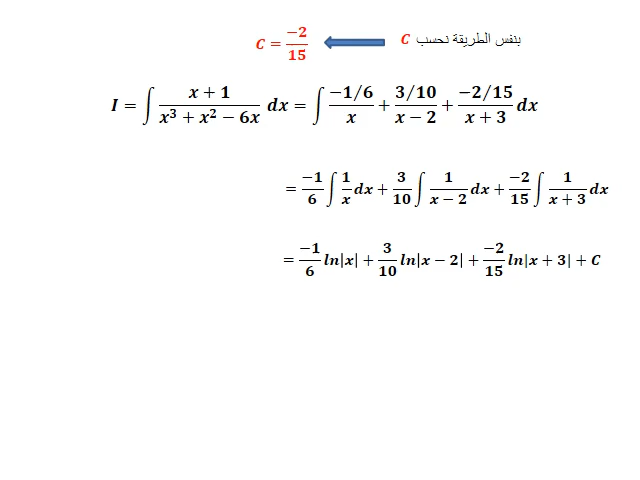 بنفس الطريقة نحسب C C = -2/15
I = ∫ (x + 1)/(x³ + x² − 6x) dx = ∫ (−1/6)/x + (3/10)/(x − 2) + (−2/15)/(x + 3) dx
= −1/6 ∫ 1/x dx + 3/10 ∫ 1/(x − 2) dx + −2/15 ∫ 1/(x + 3) dx
= −1/6 ln|x| + 3/10 ln|x − 2| + −2/15 ln|x + 3| + C